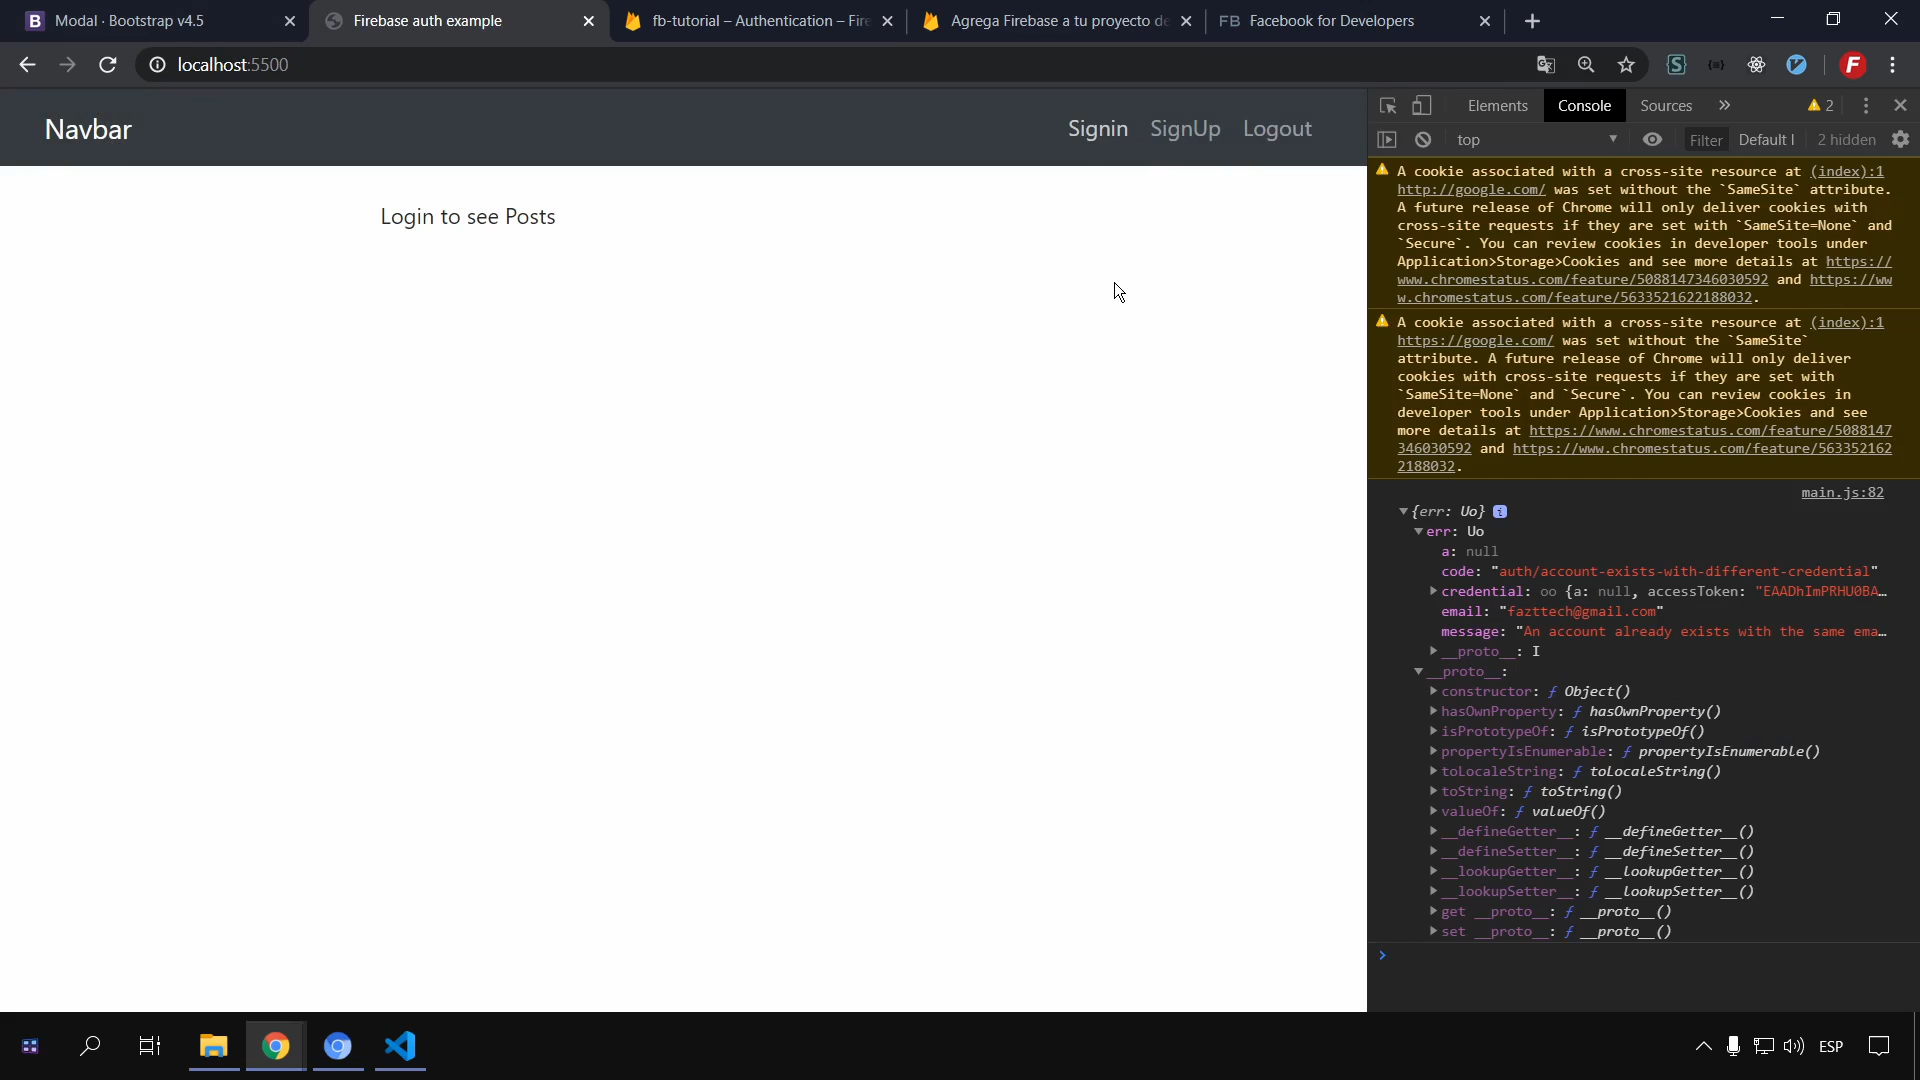 Modal · Bootstrap v4.5
Firebase auth example
fb-tutorial – Authentication – Fire
Agrega Firebase a tu proyecto de
FB Facebook for Developers
localhost:5500
F
Navbar
Signin SignUp Logout
Login to see Posts
Elements Console Sources » 2
top Filter Default l 2 hidden
A cookie associated with a cross-site resource at (index):1
http://google.com/ was set without the `SameSite` attribute.
A future release of Chrome will only deliver cookies with
cross-site requests if they are set with `SameSite=None` and
`Secure`. You can review cookies in developer tools under
Application>Storage>Cookies and see more details at https://
www.chromestatus.com/feature/5088147346030592 and https://ww
w.chromestatus.com/feature/5633521622188032.
A cookie associated with a cross-site resource at (index):1
https://google.com/ was set without the `SameSite`
attribute. A future release of Chrome will only deliver
cookies with cross-site requests if they are set with
`SameSite=None` and `Secure`. You can review cookies in
developer tools under Application>Storage>Cookies and see
more details at https://www.chromestatus.com/feature/5088147
346030592 and https://www.chromestatus.com/feature/563352162
2188032.
main.js:82
{err: Uo} i
err: Uo
a: null
code: "auth/account-exists-with-different-credential"
credential: oo {a: null, accessToken: "EAADhImPRHU0BA…
email: "fazttech@gmail.com"
message: "An account already exists with the same ema…
__proto__: I
__proto__:
constructor: ƒ Object()
hasOwnProperty: ƒ hasOwnProperty()
isPrototypeOf: ƒ isPrototypeOf()
propertyIsEnumerable: ƒ propertyIsEnumerable()
toLocaleString: ƒ toLocaleString()
toString: ƒ toString()
valueOf: ƒ valueOf()
__defineGetter__: ƒ __defineGetter__()
__defineSetter__: ƒ __defineSetter__()
__lookupGetter__: ƒ __lookupGetter__()
__lookupSetter__: ƒ __lookupSetter__()
get __proto__: ƒ __proto__()
set __proto__: ƒ __proto__()
ESP